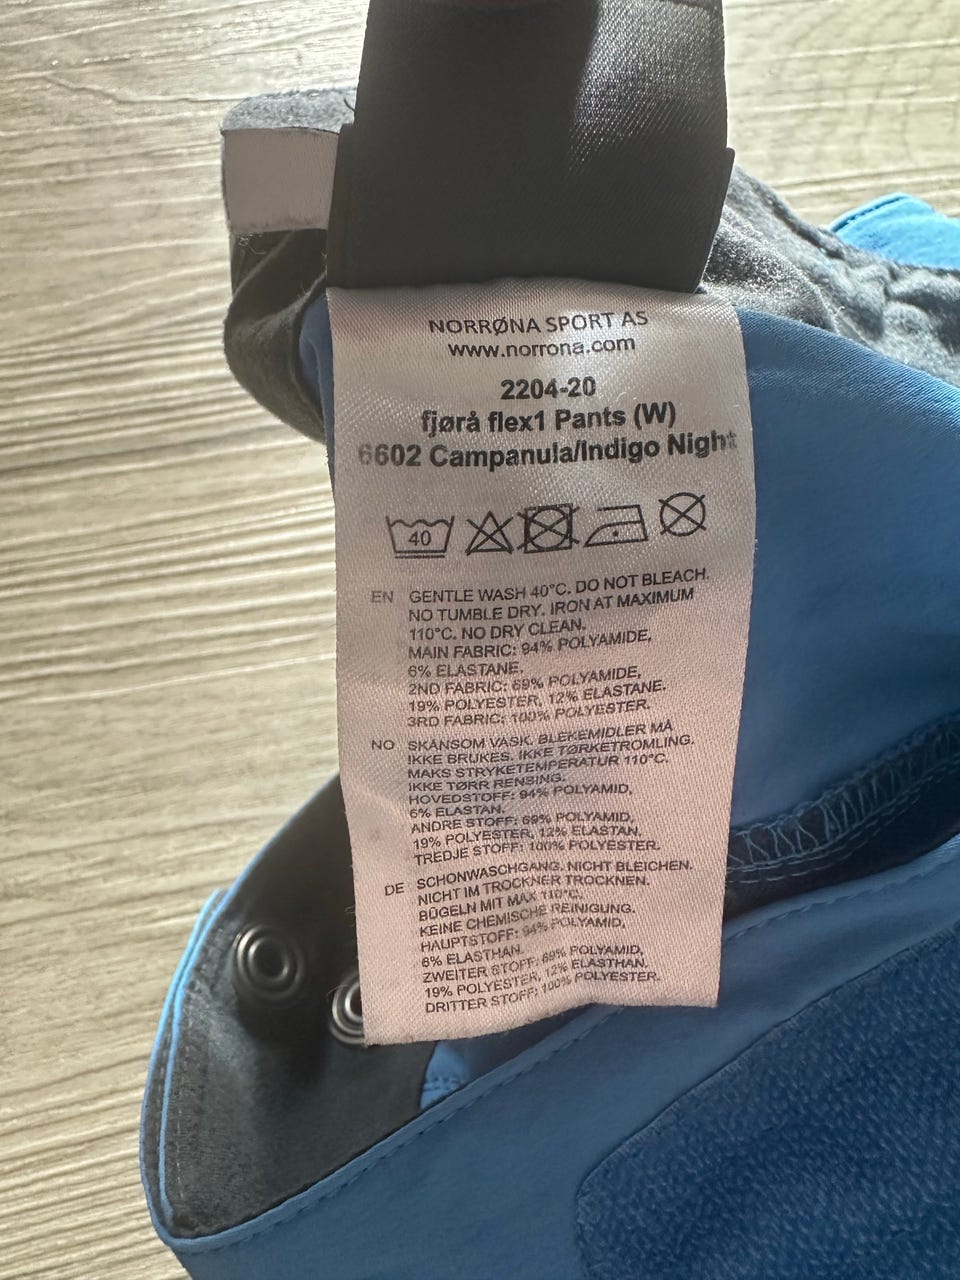 NORRØNA SPORT AS
www.norrona.com
2204-20
fjørå flex1 Pants (W)
6602 Campanula/Indigo Night
40
EN GENTLE WASH 40°C. DO NOT BLEACH.
NO TUMBLE DRY. IRON AT MAXIMUM
110°C. NO DRY CLEAN.
MAIN FABRIC: 94% POLYAMIDE,
6% ELASTANE.
2ND FABRIC: 69% POLYAMIDE,
19% POLYESTER, 12% ELASTANE.
3RD FABRIC: 100% POLYESTER.
NO SKÅNSOM VASK. BLEKEMIDLER MÅ
IKKE BRUKES. IKKE TØRKETROMLING.
MAKS STRYKETEMPERATUR 110°C.
IKKE TØRR RENSING.
HOVEDSTOFF: 94% POLYAMID,
6% ELASTAN.
ANDRE STOFF: 69% POLYAMID,
19% POLYESTER, 12% ELASTAN.
TREDJE STOFF: 100% POLYESTER.
DE SCHONWASCHGANG. NICHT BLEICHEN.
NICHT IM TROCKNER TROCKNEN.
BÜGELN MIT MAX 110°C.
KEINE CHEMISCHE REINIGUNG.
HAUPTSTOFF: 94% POLYAMID,
6% ELASTHAN.
ZWEITER STOFF: 69% POLYAMID,
19% POLYESTER, 12% ELASTHAN.
DRITTER STOFF: 100% POLYESTER.